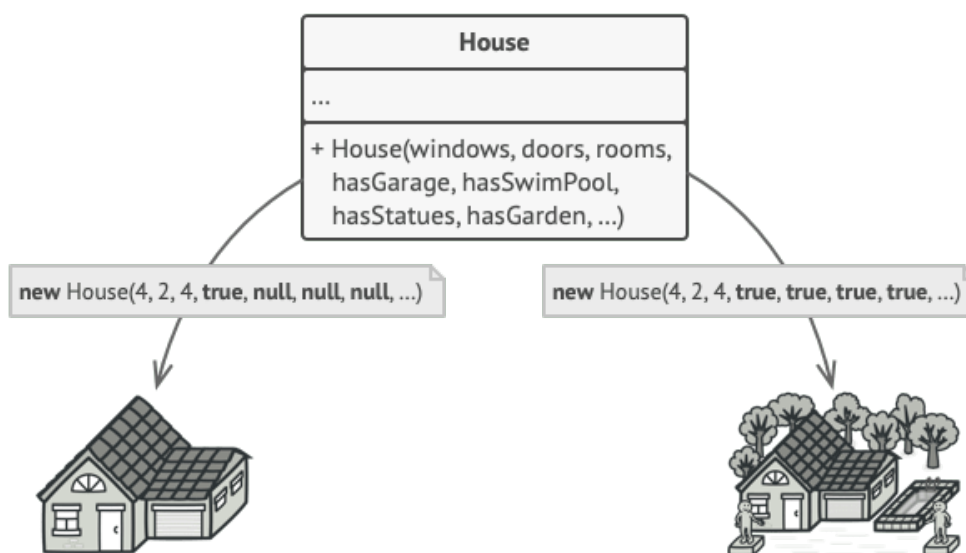 House
...
+ House(windows, doors, rooms,
hasGarage, hasSwimPool,
hasStatues, hasGarden, ...)
new House(4, 2, 4, true, null, null, null, ...)
new House(4, 2, 4, true, true, true, true, ...)